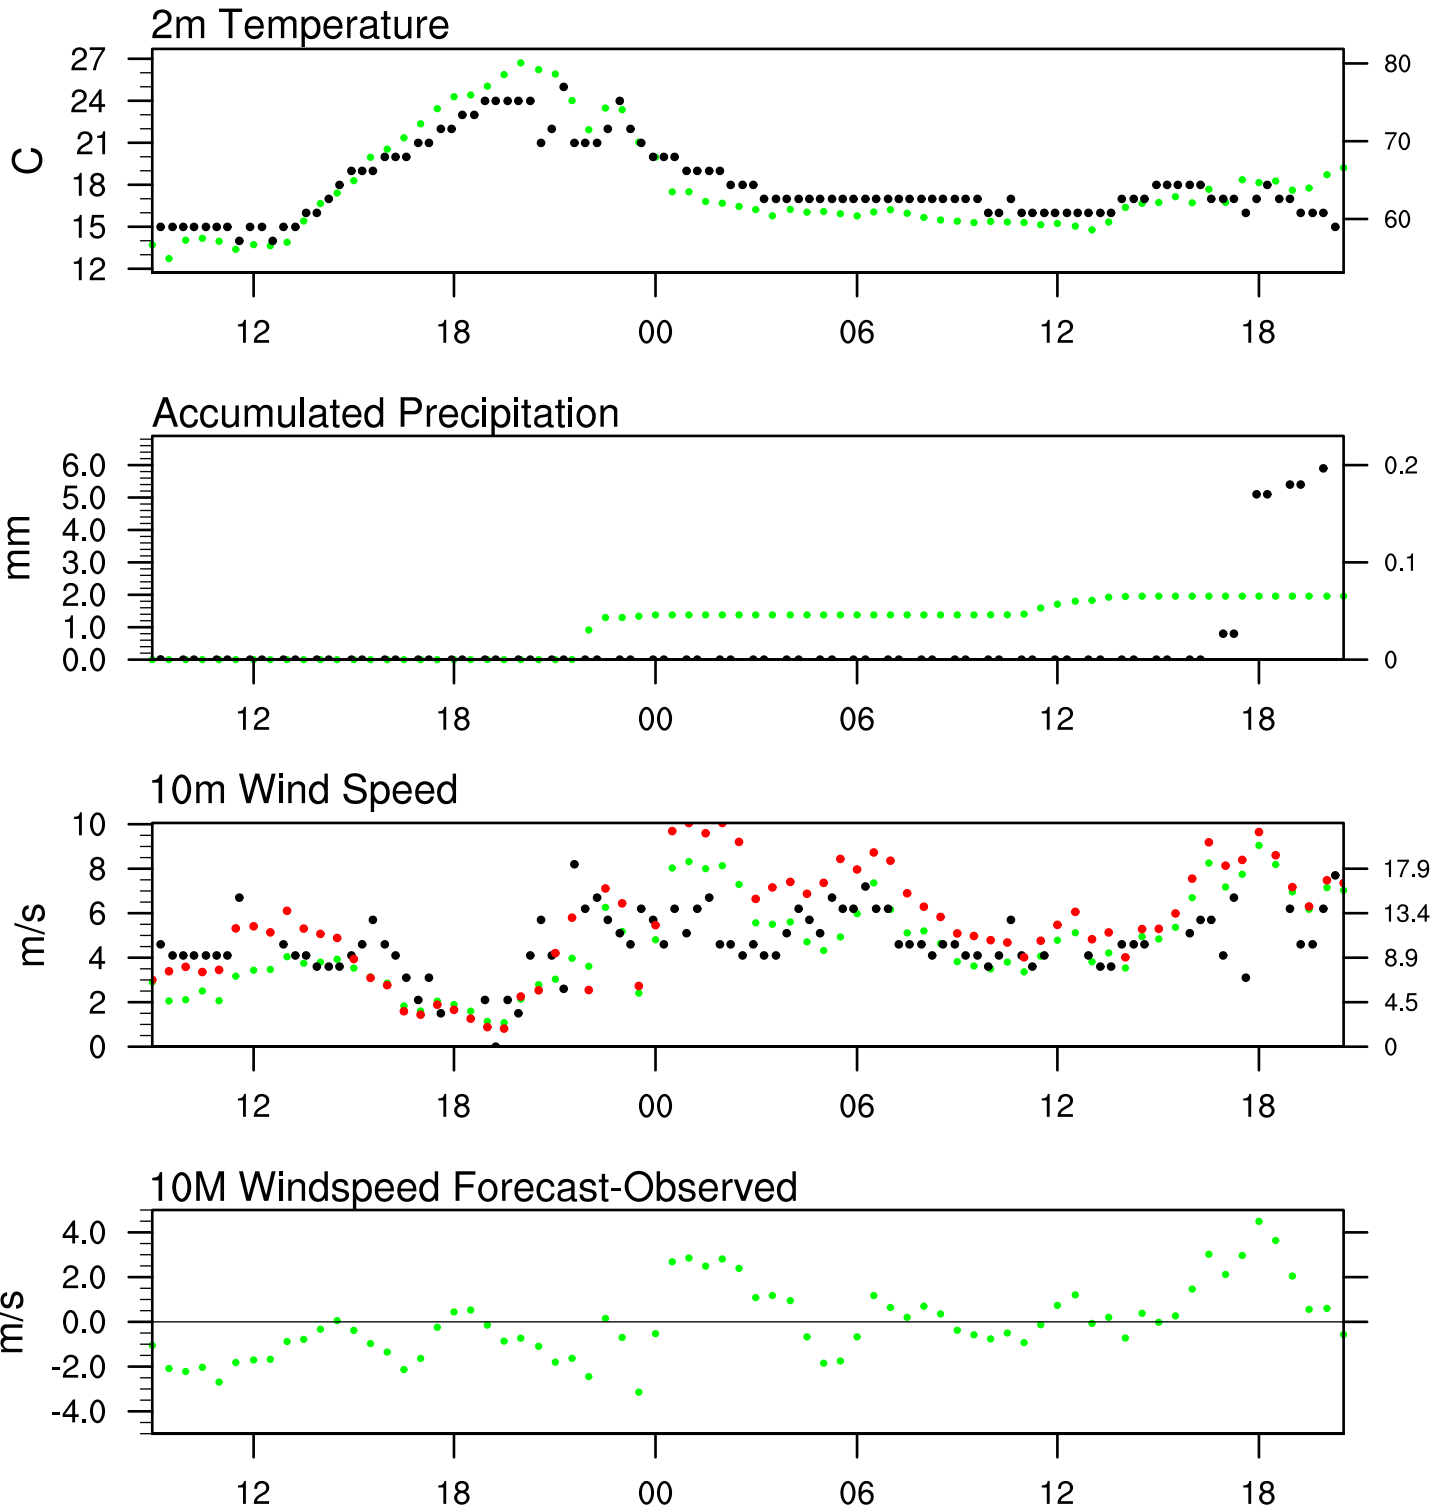 2m Temperature
27
24
21
18
15
12
C
80
70
60
12 18 00 06 12 18
Accumulated Precipitation
6.0
5.0
4.0
3.0
2.0
1.0
0.0
mm
0.2
0.1
0
12 18 00 06 12 18
10m Wind Speed
10
8
6
4
2
0
m/s
17.9
13.4
8.9
4.5
0
12 18 00 06 12 18
10M Windspeed Forecast-Observed
4.0
2.0
0.0
-2.0
-4.0
m/s
12 18 00 06 12 18